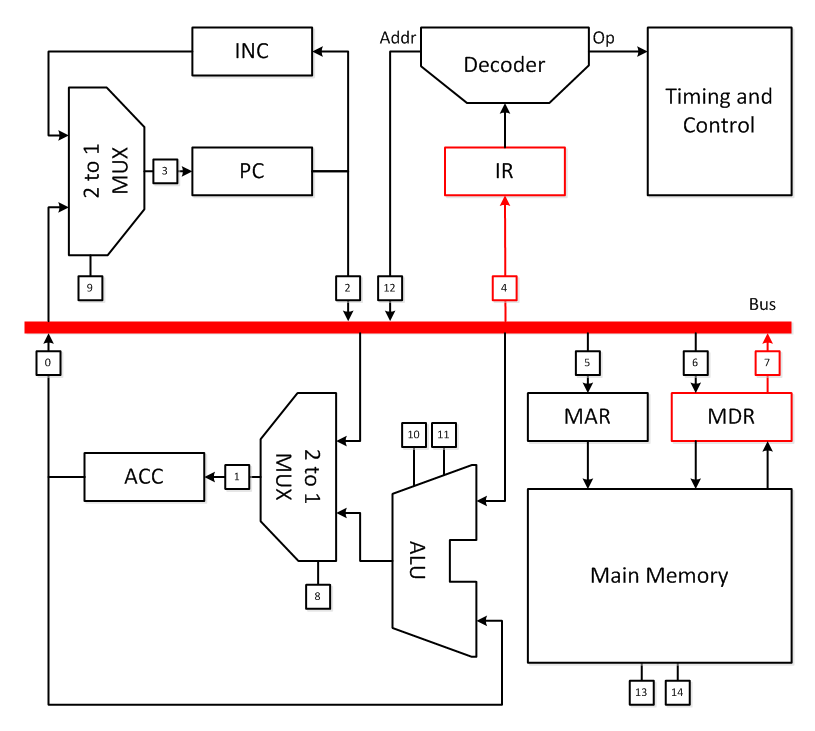 Addr
Op
INC
Decoder
Timing and
Control
2 to 1
MUX
3
PC
IR
9
2
12
4
Bus
0
5
6
7
MAR
MDR
10
11
ACC
1
2 to 1
MUX
ALU
Main Memory
8
13
14